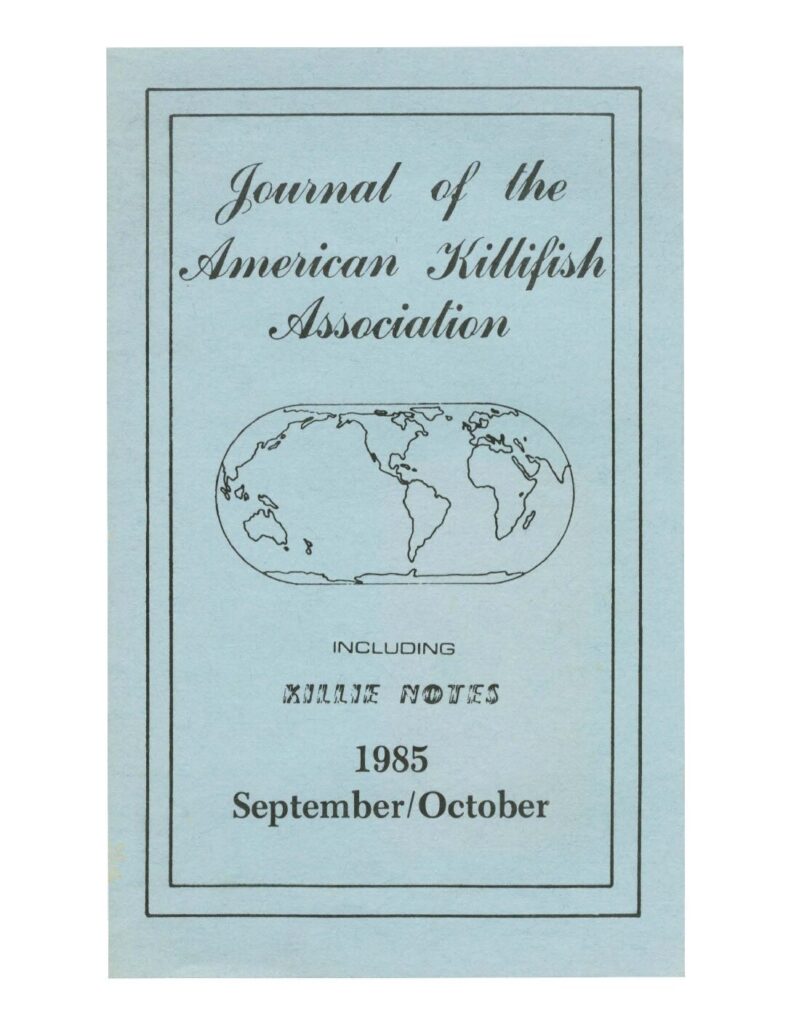 Journal of the
American Killifish
Association
INCLUDING
KILLIE NOTES
1985
September/October